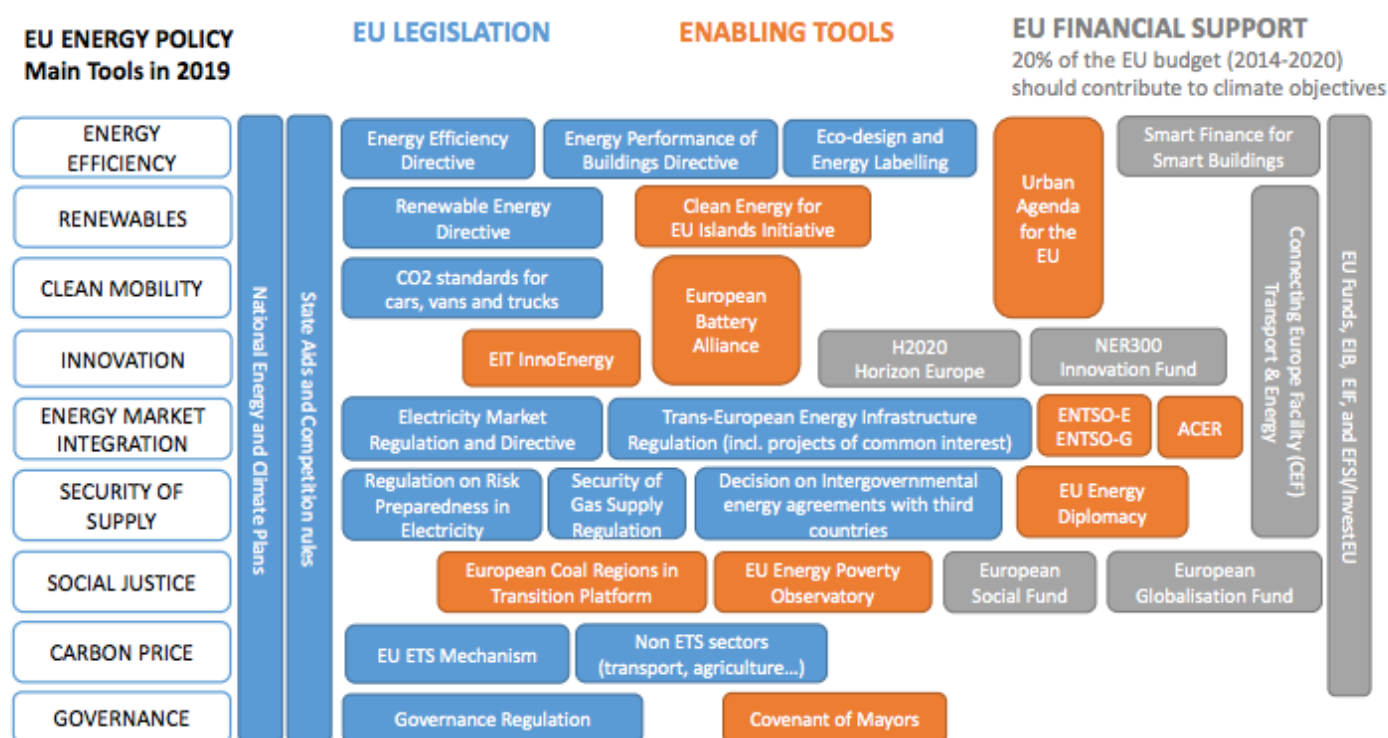 EU ENERGY POLICY
Main Tools in 2019
EU LEGISLATION
ENABLING TOOLS
EU FINANCIAL SUPPORT
20% of the EU budget (2014-2020)
should contribute to climate objectives
ENERGY
EFFICIENCY
Energy Efficiency
Directive
Energy Performance of
Buildings Directive
Eco-design and
Energy Labelling
Urban
Agenda
for the
EU
Smart Finance for
Smart Buildings
RENEWABLES
Renewable Energy
Directive
Clean Energy for
EU Islands Initiative
CLEAN MOBILITY
CO2 standards for
cars, vans and trucks
European
Battery
Alliance
INNOVATION
EIT InnoEnergy
H2020
Horizon Europe
NER300
Innovation Fund
ENERGY MARKET
INTEGRATION
Electricity Market
Regulation and Directive
Trans-European Energy Infrastructure
Regulation (incl. projects of common interest)
ENTSO-E
ENTSO-G
ACER
SECURITY OF
SUPPLY
Regulation on Risk
Preparedness in
Electricity
Security of
Gas Supply
Regulation
Decision on Intergovernmental
energy agreements with third
countries
EU Energy
Diplomacy
SOCIAL JUSTICE
European Coal Regions in
Transition Platform
EU Energy Poverty
Observatory
European
Social Fund
European
Globalisation Fund
CARBON PRICE
EU ETS Mechanism
Non ETS sectors
(transport, agriculture...)
GOVERNANCE
Governance Regulation
Covenant of Mayors
National Energy and Climate Plans
State Aids and Competition rules
Connecting Europe Facility (CEF)
Transport & Energy
EU Funds, EIB, EIF, and EFSI/InvestEU